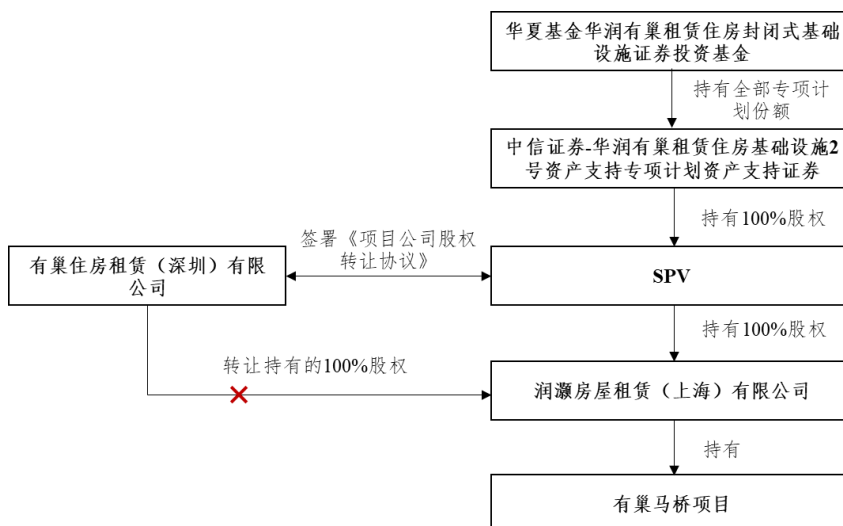 华夏基金华润有巢租赁住房封闭式基础
设施证券投资基金
持有全部专项计
划份额
中信证券-华润有巢租赁住房基础设施2
号资产支持专项计划资产支持证券
持有100%股权
签署《项目公司股权
转让协议》
有巢住房租赁（深圳）有限
公司
SPV
持有100%股权
转让持有的100%股权
润灏房屋租赁（上海）有限公司
持有
有巢马桥项目